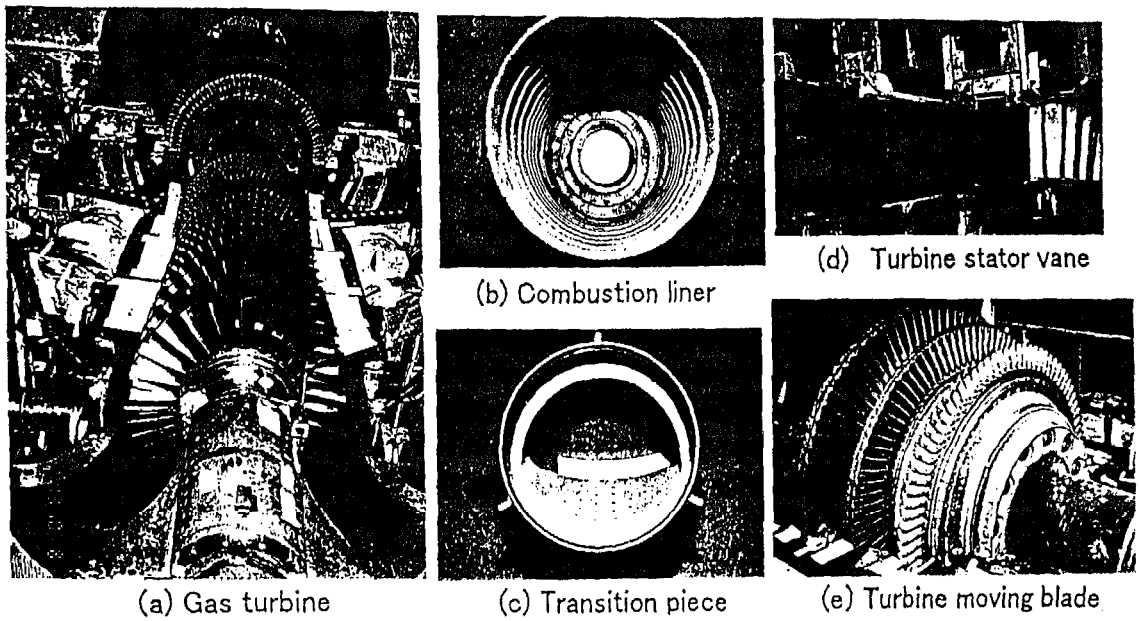 (a) Gas turbine
(b) Combustion liner
(c) Transition piece
(d) Turbine stator vane
(e) Turbine moving blade